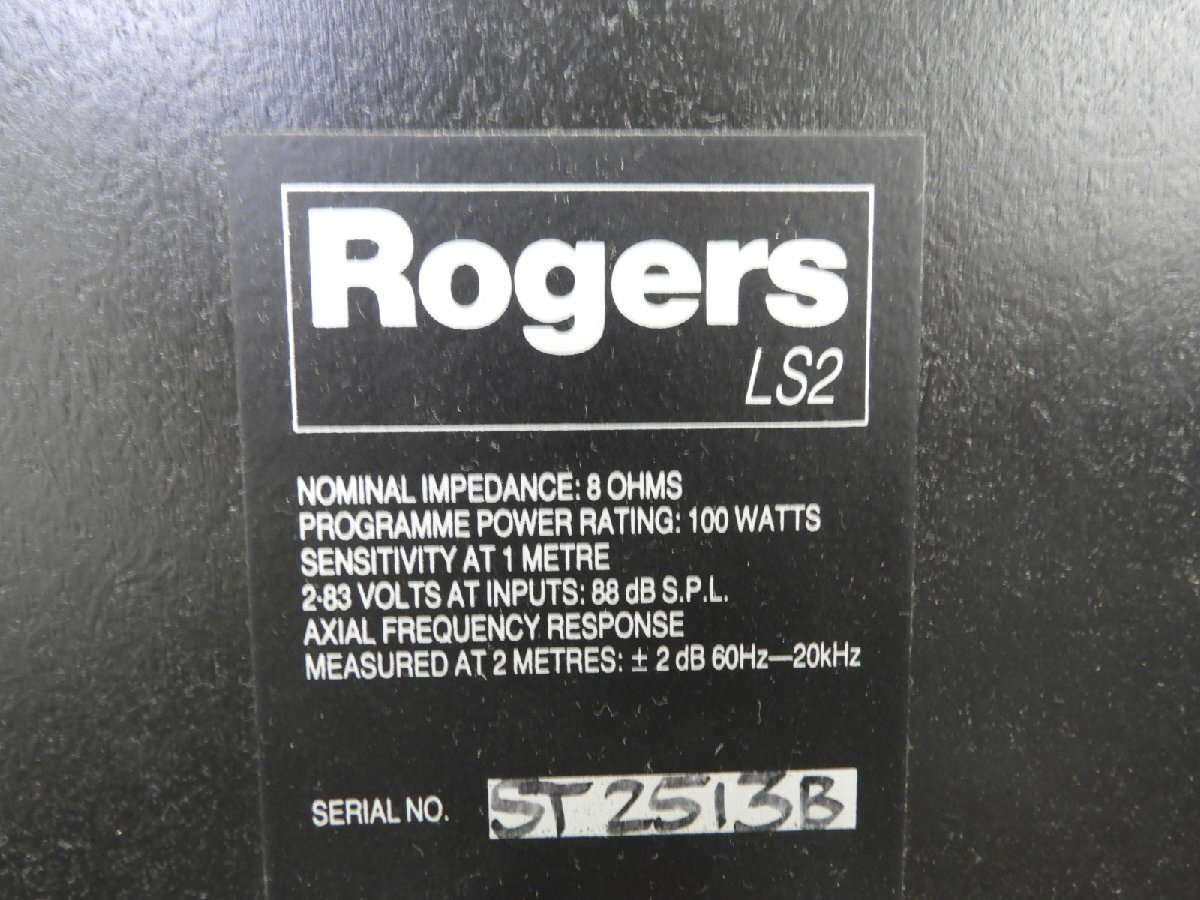 Rogers
LS2
NOMINAL IMPEDANCE: 8 OHMS
PROGRAMME POWER RATING: 100 WATTS
SENSITIVITY AT 1 METRE
2·83 VOLTS AT INPUTS: 88 dB S.P.L.
AXIAL FREQUENCY RESPONSE
MEASURED AT 2 METRES: ± 2 dB 60Hz—20kHz
SERIAL NO. ST2513B